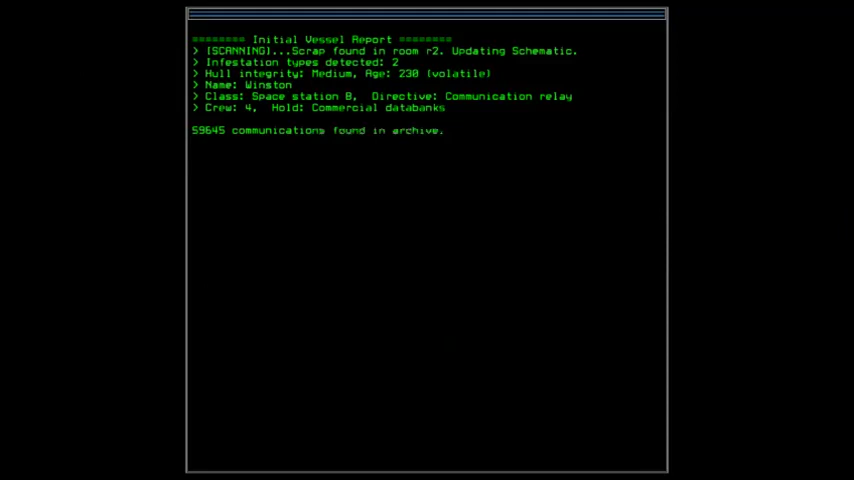 ======== Initial Vessel Report ========
> [SCANNING]...Scrap found in room r2. Updating Schematic.
> Infestation types detected: 2
> Hull integrity: Medium, Age: 230 (volatile)
> Name: Winston
> Class: Space station B, Directive: Communication relay
> Crew: 4, Hold: Commercial databanks
59645 communications found in archive.